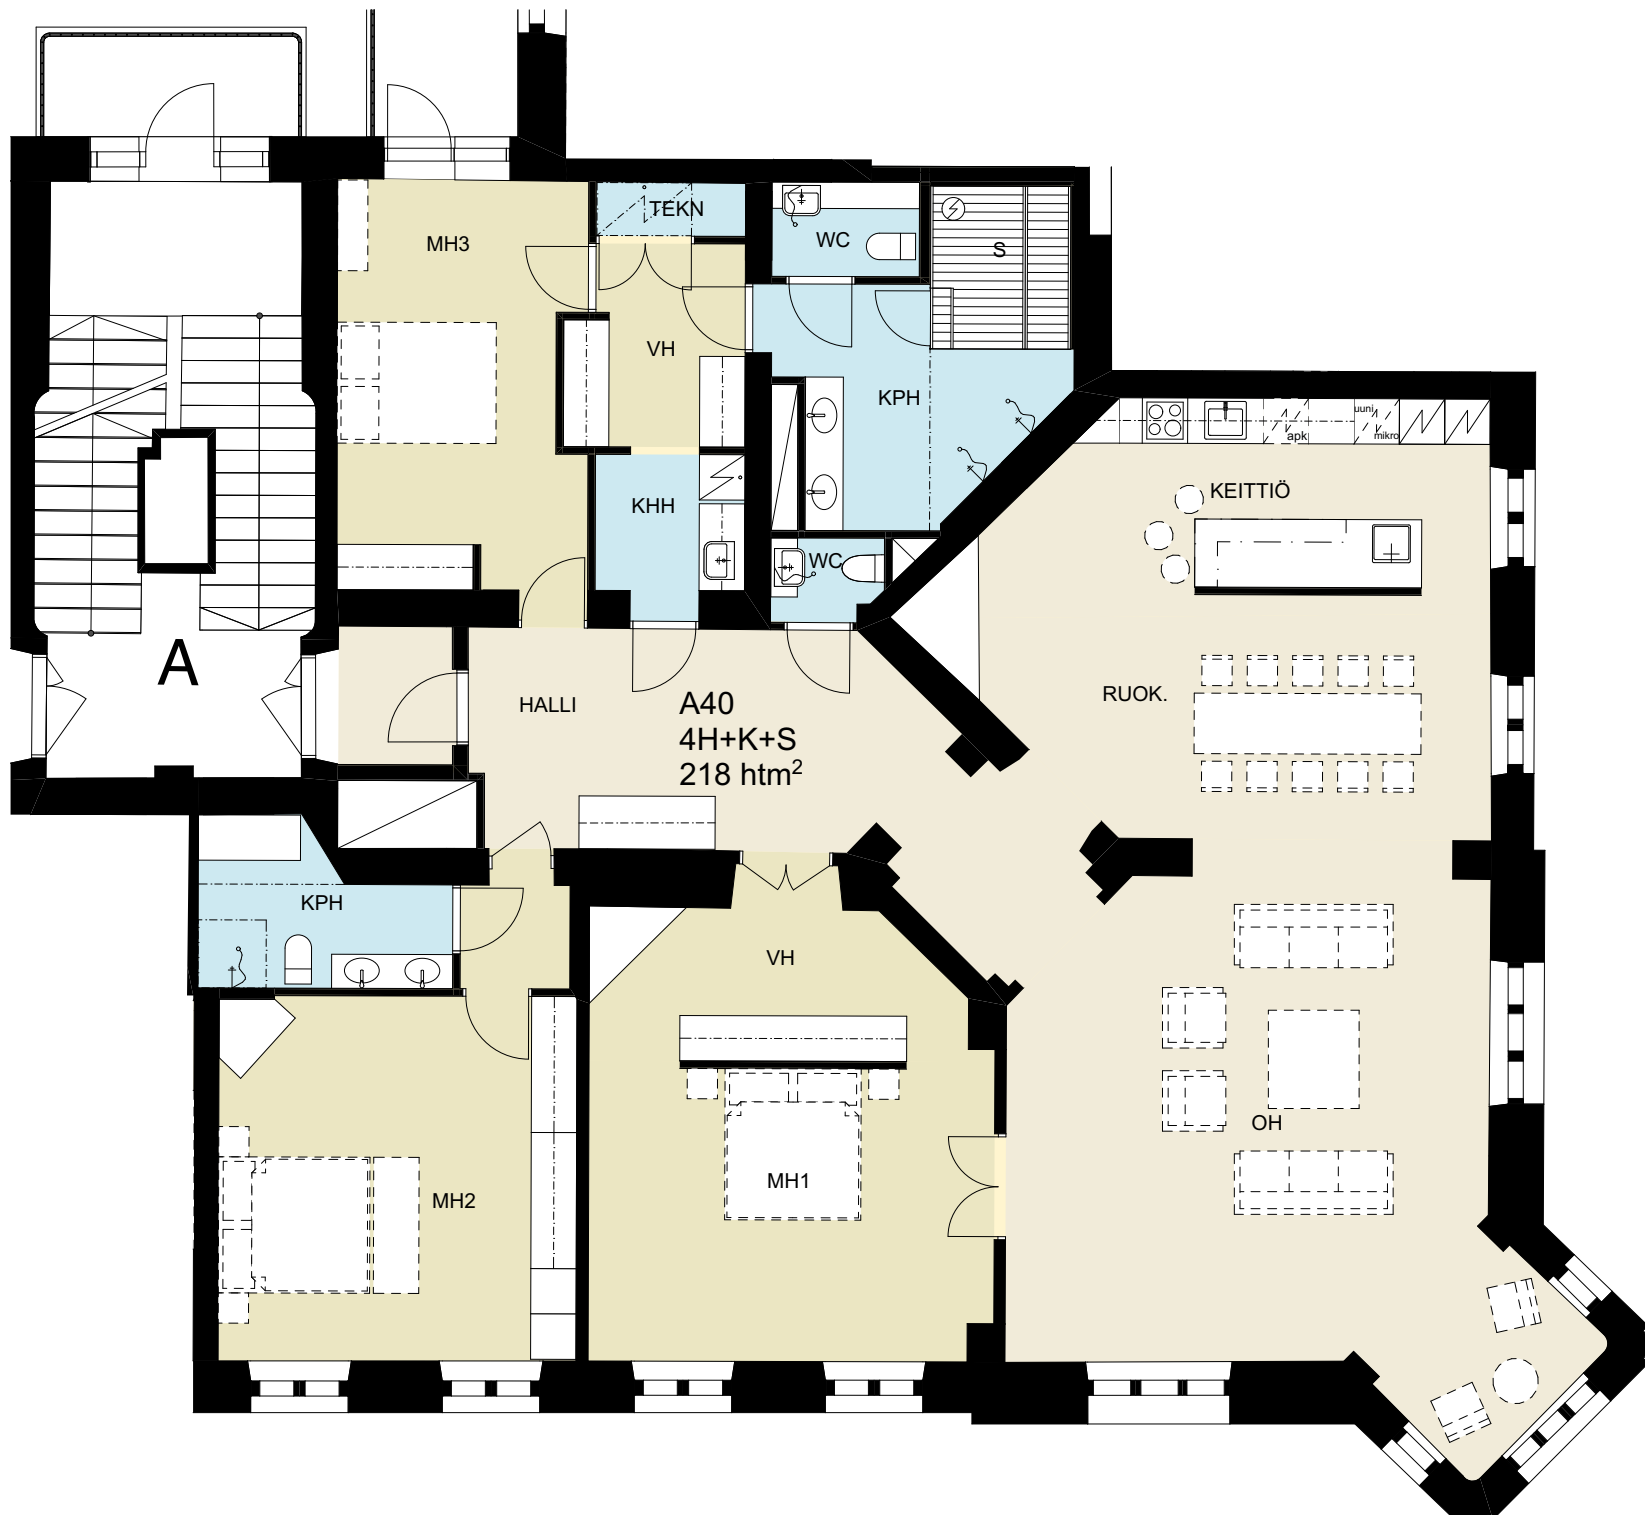 TEKN
MH3
WC
S
VH
KPH
uuni
apk
mikro
KEITTIÖ
KHH
WC
A
RUOK.
HALLI
A40
4H+K+S
218 htm²
KPH
VH
OH
MH1
MH2